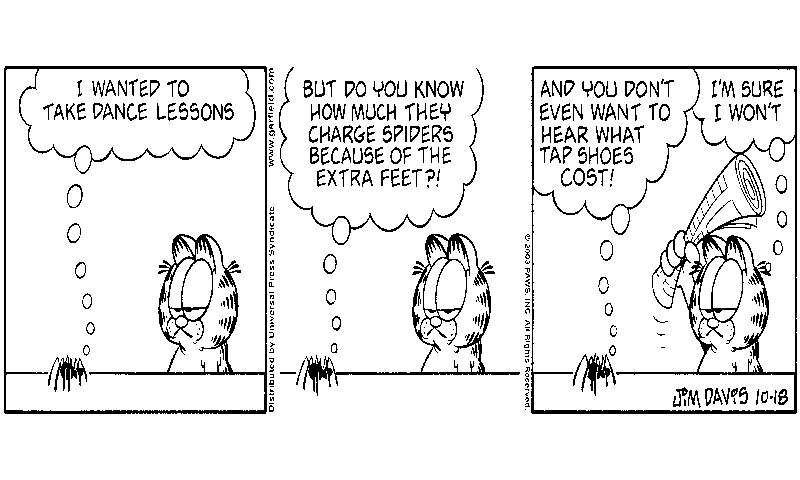 I WANTED TO
TAKE DANCE LESSONS
www.garfield.com
Distributed by Universal Press Syndicate
BUT DO YOU KNOW
HOW MUCH THEY
CHARGE SPIDERS
BECAUSE OF THE
EXTRA FEET?!
© 2003 PAWS, INC. All Rights Reserved.
AND YOU DON'T
EVEN WANT TO
HEAR WHAT
TAP SHOES
COST!
I'M SURE
I WON'T
JIM DAVIS 10-18